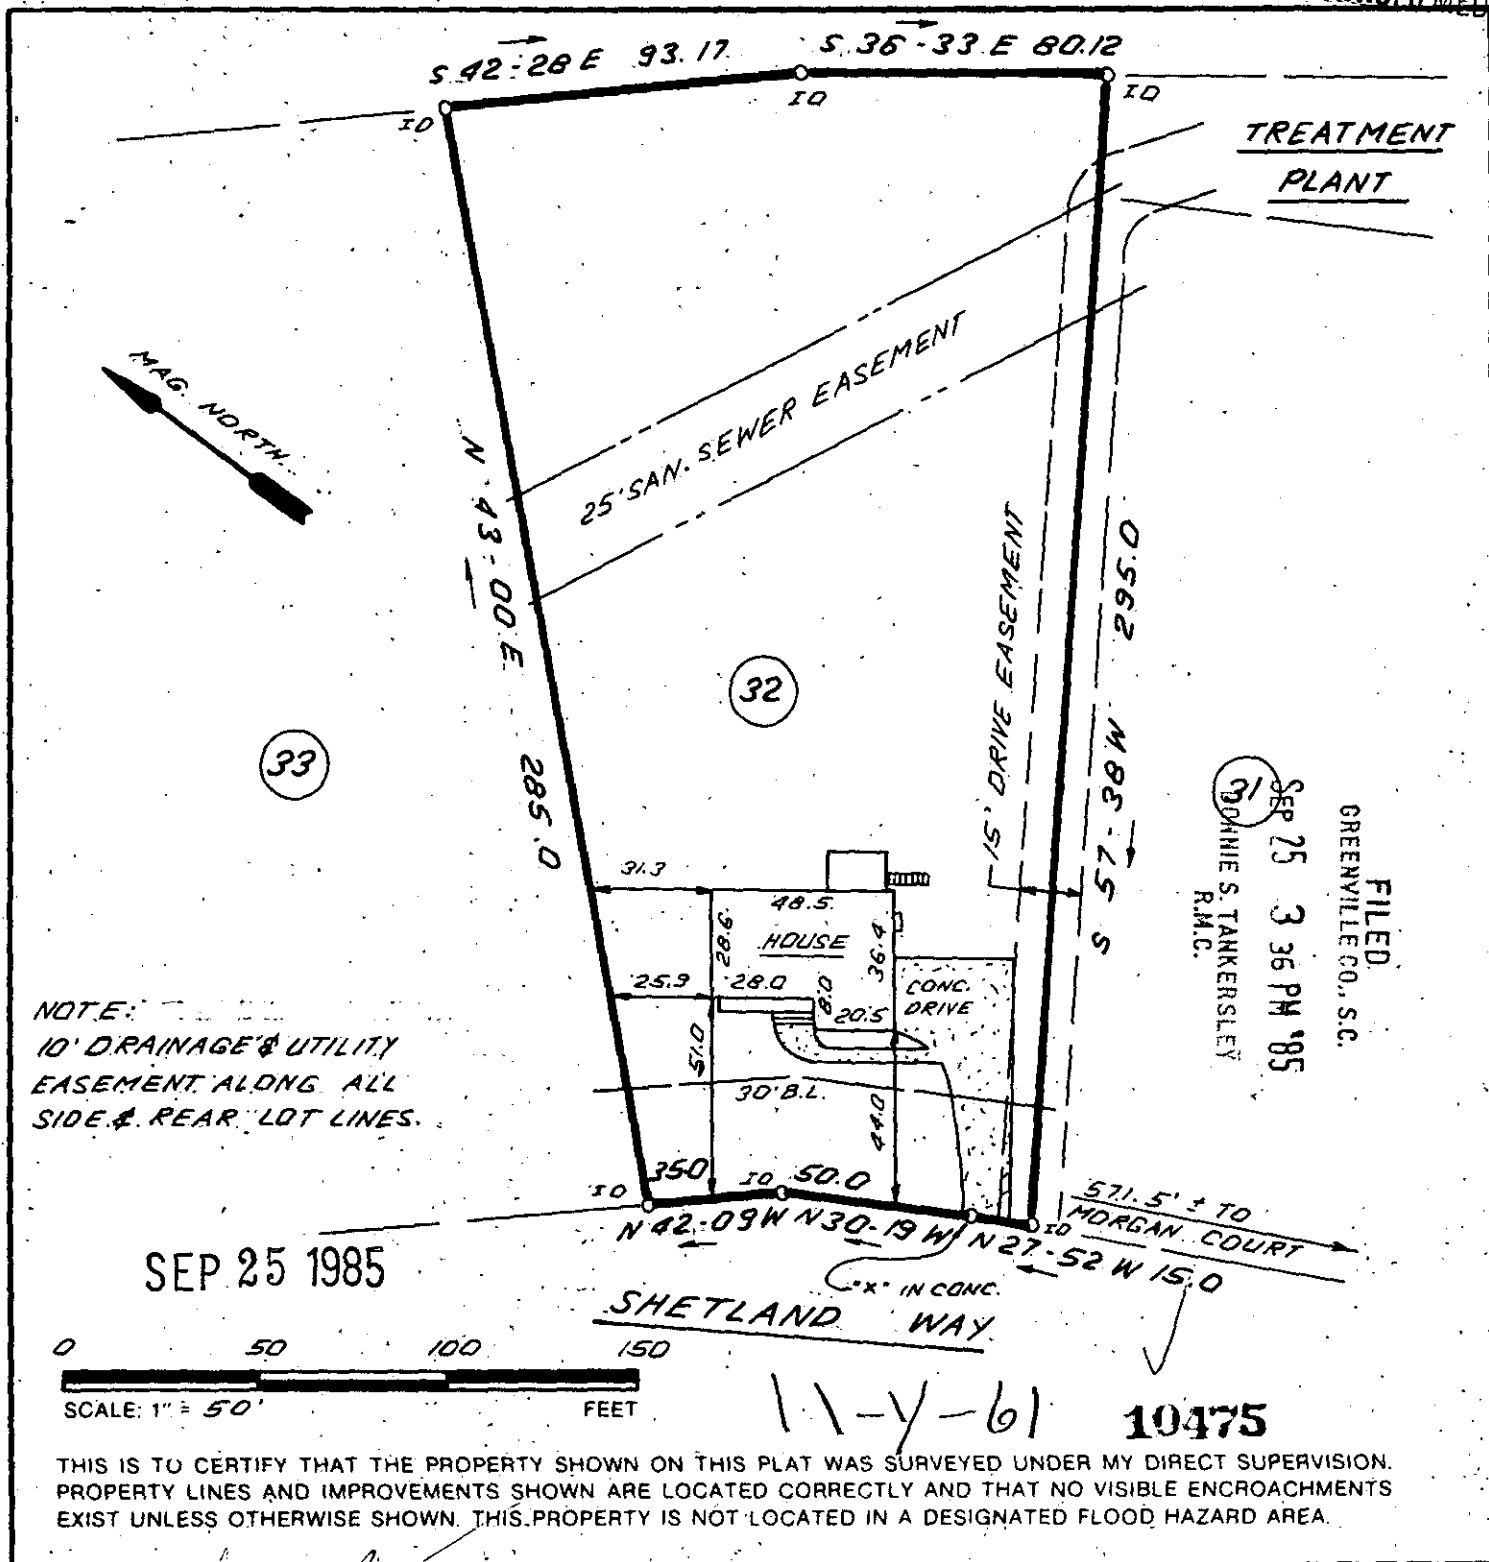 S 42-28 E 93.17
S 36-33 E 80.12
IO
IO
IO
TREATMENT
PLANT
MAG. NORTH
25' SAN. SEWER EASEMENT
N 43-00 E 285.0
15' DRIVE EASEMENT
S 57-38 W 295.0
32
33
31
FILED
GREENVILLE CO., S.C.
SEP 25 3 36 PM '85
DONNIE S. TANKERSLEY
R.M.C.
31.3
48.5
28.6
HOUSE
36.4
25.9
28.0
8.0
20.5
CONC.
DRIVE
51.0
30' B.L.
44.0
NOTE:
10' DRAINAGE & UTILITY
EASEMENT ALONG ALL
SIDE & REAR LOT LINES.
IO
35.0
IO
50.0
IO
N 42-09 W
N 30-19 W
N 27-52 W 15.0
571.5' ± TO
MORGAN COURT
"X" IN CONC.
SEP 25 1985
SHETLAND WAY
0 50 100 150
SCALE: 1" = 50' FEET
11-Y-61
10475
THIS IS TO CERTIFY THAT THE PROPERTY SHOWN ON THIS PLAT WAS SURVEYED UNDER MY DIRECT SUPERVISION.
PROPERTY LINES AND IMPROVEMENTS SHOWN ARE LOCATED CORRECTLY AND THAT NO VISIBLE ENCROACHMENTS
EXIST UNLESS OTHERWISE SHOWN. THIS PROPERTY IS NOT LOCATED IN A DESIGNATED FLOOD HAZARD AREA.